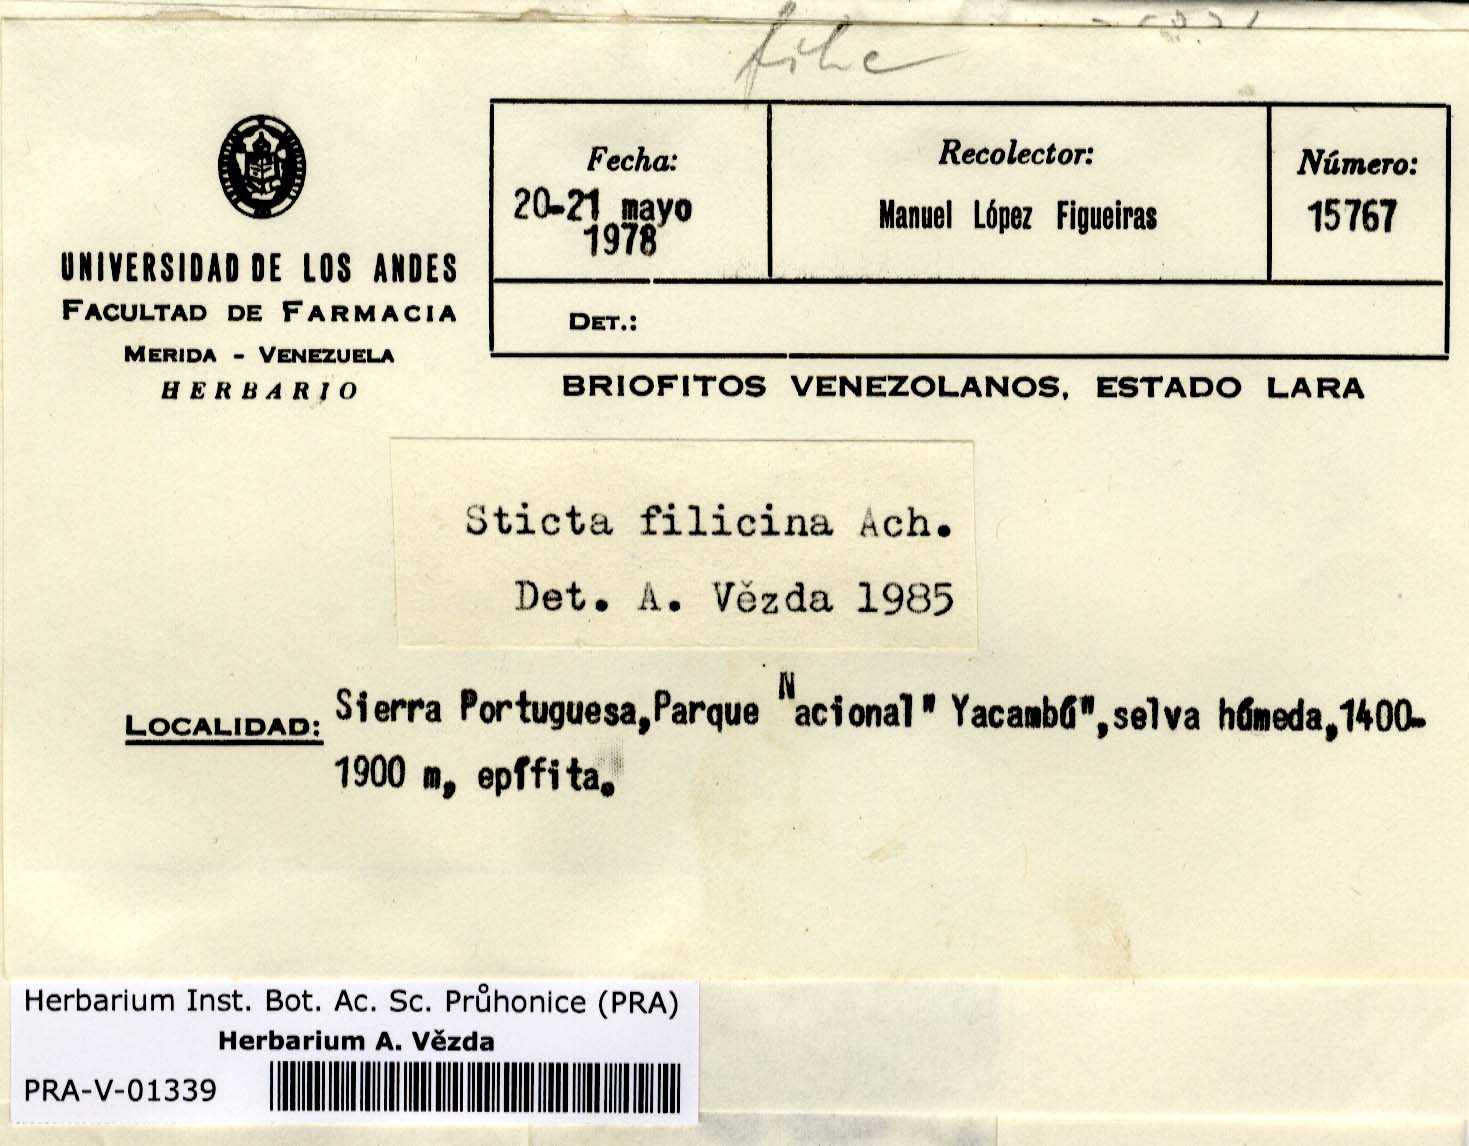 filic
Fecha:
20-21 mayo
1978
Recolector:
Manuel López Figueiras
Número:
15767
DET.:
UNIVERSIDAD DE LOS ANDES
FACULTAD DE FARMACIA
MERIDA - VENEZUELA
HERBARIO
BRIOFITOS VENEZOLANOS, ESTADO LARA
Sticta filicina Ach.
Det. A. Vězda 1985
LOCALIDAD: Sierra Portuguesa,Parque Nacional" Yacambú",selva húmeda,1400-
1900 m, epífita.
Herbarium Inst. Bot. Ac. Sc. Průhonice (PRA)
Herbarium A. Vězda
PRA-V-01339